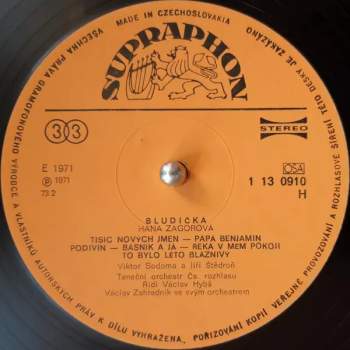 MADE IN CZECHOSLOVAKIA
VŠECHNA PRÁVA GRAMOFONOVÉHO VÝROBCE A VLASTNÍKŮ AUTORSKÝCH PRÁV K DÍLU VYHRAŽENA, POŘIZOVÁNÍ KOPIÍ VEŘEJNÉ PROVOZOVÁNÍ A ROZHLASOVÉ ŠÍŘENÍ TÉTO DESKY JE ZAKÁZÁNO
SUPRAPHON
33
STEREO
E 1971
℗ 1971
73.2
OSA
1 13 0910
H
BLUDIČKA
HANA ZAGOROVÁ
TISÍC NOVÝCH JMEN — PAPA BENJAMIN
PODIVÍN — BÁSNÍK A JÁ — ŘEKA V MÉM POKOJI
TO BYLO LÉTO BLÁZNIVÝ
Viktor Sodoma a Jiří Štědroň
Taneční orchestr Čs. rozhlasu
Řídí Václav Hybš
Václav Zahradník se svým orchestrem